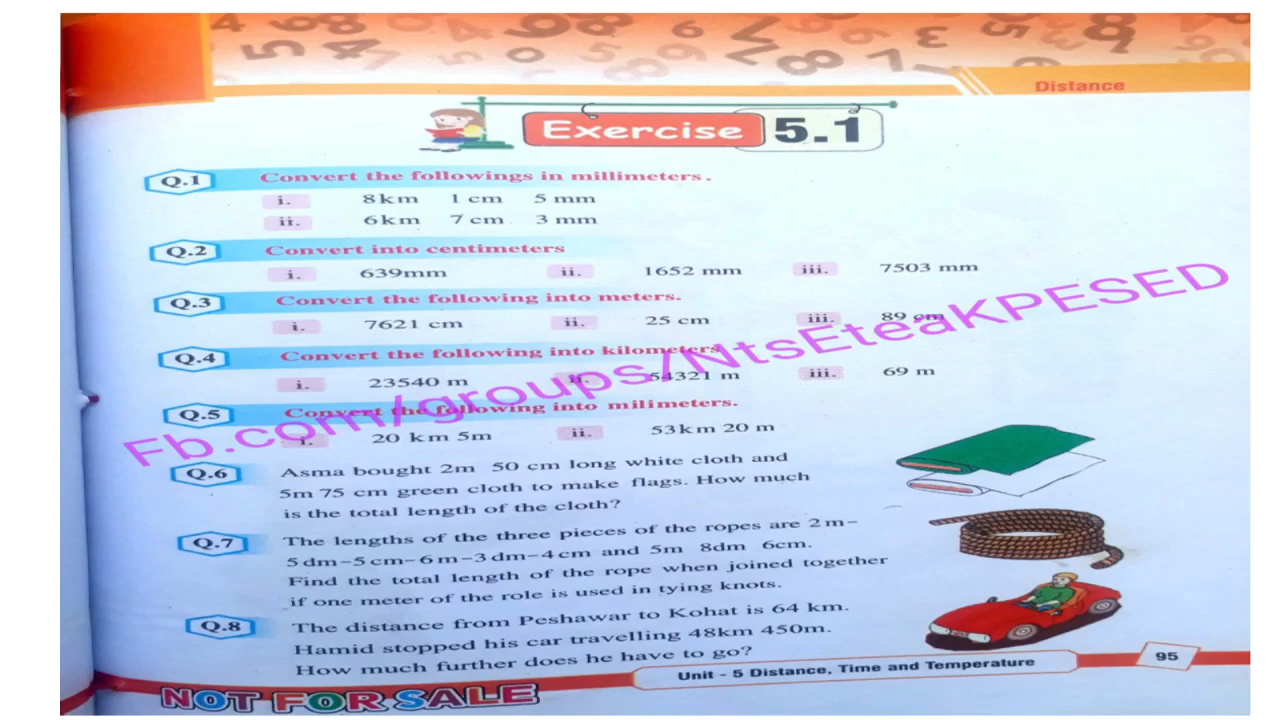 Distance
Exercise 5.1
Q.1 Convert the followings in millimeters.
i. 8km 1 cm 5 mm
ii. 6km 7 cm 3 mm
Q.2 Convert into centimeters
i. 639mm ii. 1652 mm iii. 7503 mm
Q.3 Convert the following into meters.
i. 7621 cm ii. 25 cm iii. 89 cm
Q.4 Convert the following into kilometers
i. 23540 m ii. 54321 m iii. 69 m
Q.5 Convert the following into milimeters.
i. 20 km 5m ii. 53km 20 m
Fb.com/groups/NtsEteaKPESED
Q.6 Asma bought 2m 50 cm long white cloth and
5m 75 cm green cloth to make flags. How much
is the total length of the cloth?
Q.7 The lengths of the three pieces of the ropes are 2m-
5dm-5cm-6m-3dm-4cm and 5m 8dm 6cm.
Find the total length of the rope when joined together
if one meter of the role is used in tying knots.
Q.8 The distance from Peshawar to Kohat is 64 km.
Hamid stopped his car travelling 48km 450m.
How much further does he have to go?
Unit - 5 Distance, Time and Temperature
95
NOT FOR SALE